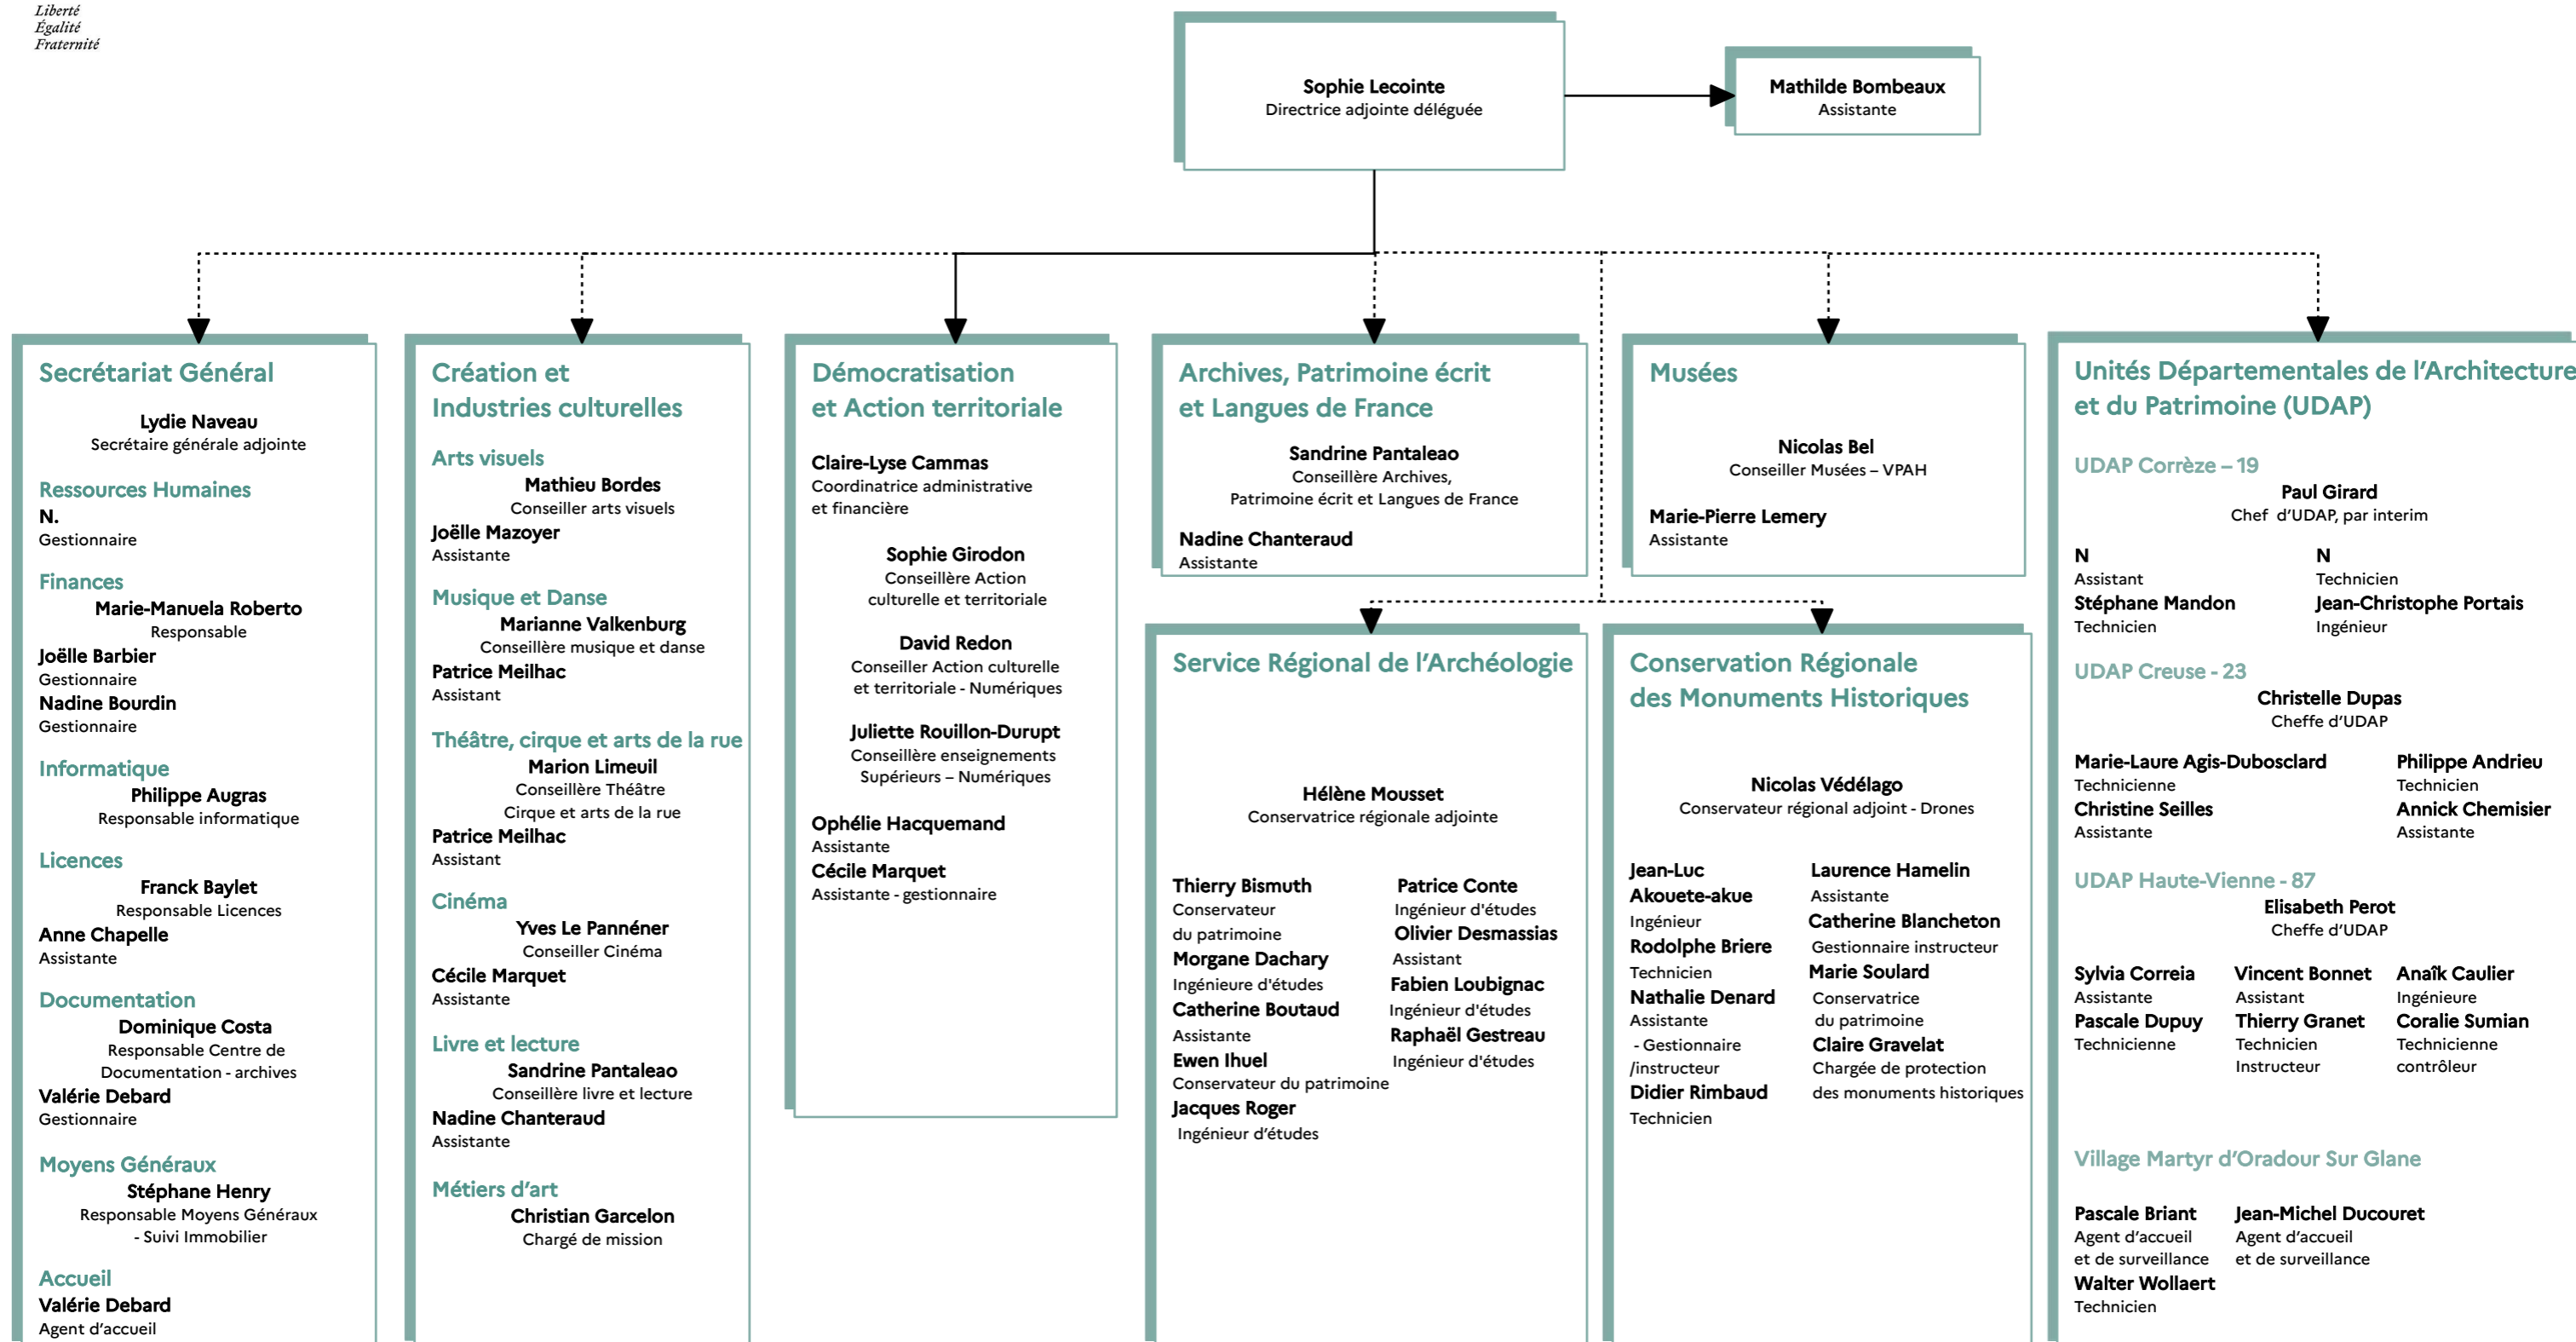 Liberté
Égalité
Fraternité
Sophie Lecointe
Directrice adjointe déléguée
Mathilde Bombeaux
Assistante
Secrétariat Général
Lydie Naveau
Secrétaire générale adjointe
Ressources Humaines
N.
Gestionnaire
Finances
Marie-Manuela Roberto
Responsable
Joëlle Barbier
Gestionnaire
Nadine Bourdin
Gestionnaire
Informatique
Philippe Augras
Responsable informatique
Licences
Franck Baylet
Responsable Licences
Anne Chapelle
Assistante
Documentation
Dominique Costa
Responsable Centre de
Documentation - archives
Valérie Debard
Gestionnaire
Moyens Généraux
Stéphane Henry
Responsable Moyens Généraux
- Suivi Immobilier
Accueil
Valérie Debard
Agent d'accueil
Création et
Industries culturelles
Arts visuels
Mathieu Bordes
Conseiller arts visuels
Joëlle Mazoyer
Assistante
Musique et Danse
Marianne Valkenburg
Conseillère musique et danse
Patrice Meilhac
Assistant
Théâtre, cirque et arts de la rue
Marion Limeuil
Conseillère Théâtre
Cirque et arts de la rue
Patrice Meilhac
Assistant
Cinéma
Yves Le Pannéner
Conseiller Cinéma
Cécile Marquet
Assistante
Livre et lecture
Sandrine Pantaleao
Conseillère livre et lecture
Nadine Chanteraud
Assistante
Métiers d'art
Christian Garcelon
Chargé de mission
Démocratisation
et Action territoriale
Claire-Lyse Cammas
Coordinatrice administrative
et financière
Sophie Girodon
Conseillère Action
culturelle et territoriale
David Redon
Conseiller Action culturelle
et territoriale - Numériques
Juliette Rouillon-Durupt
Conseillère enseignements
Supérieurs – Numériques
Ophélie Hacquemand
Assistante
Cécile Marquet
Assistante - gestionnaire
Archives, Patrimoine écrit
et Langues de France
Sandrine Pantaleao
Conseillère Archives,
Patrimoine écrit et Langues de France
Nadine Chanteraud
Assistante
Musées
Nicolas Bel
Conseiller Musées – VPAH
Marie-Pierre Lemery
Assistante
Service Régional de l'Archéologie
Hélène Mousset
Conservatrice régionale adjointe
Thierry Bismuth
Conservateur
du patrimoine
Morgane Dachary
Ingénieure d'études
Catherine Boutaud
Assistante
Ewen Ihuel
Conservateur du patrimoine
Jacques Roger
Ingénieur d'études
Patrice Conte
Ingénieur d'études
Olivier Desmassias
Assistant
Fabien Loubignac
Ingénieur d'études
Raphaël Gestreau
Ingénieur d'études
Conservation Régionale
des Monuments Historiques
Nicolas Védélago
Conservateur régional adjoint - Drones
Jean-Luc
Akouete-akue
Ingénieur
Rodolphe Briere
Technicien
Nathalie Denard
Assistante
- Gestionnaire
/instructeur
Didier Rimbaud
Technicien
Laurence Hamelin
Assistante
Catherine Blancheton
Gestionnaire instructeur
Marie Soulard
Conservatrice
du patrimoine
Claire Gravelat
Chargée de protection
des monuments historiques
Unités Départementales de l'Architecture
et du Patrimoine (UDAP)
UDAP Corrèze – 19
Paul Girard
Chef d'UDAP, par interim
N
Assistant
Stéphane Mandon
Technicien
N
Technicien
Jean-Christophe Portais
Ingénieur
UDAP Creuse - 23
Christelle Dupas
Cheffe d'UDAP
Marie-Laure Agis-Dubosclard
Technicienne
Christine Seilles
Assistante
Philippe Andrieu
Technicien
Annick Chemisier
Assistante
UDAP Haute-Vienne - 87
Elisabeth Perot
Cheffe d'UDAP
Sylvia Correia
Assistante
Pascale Dupuy
Technicienne
Vincent Bonnet
Assistant
Thierry Granet
Technicien
Instructeur
Anaîk Caulier
Ingénieure
Coralie Sumian
Technicienne
contrôleur
Village Martyr d'Oradour Sur Glane
Pascale Briant
Agent d'accueil
et de surveillance
Walter Wollaert
Technicien
Jean-Michel Ducouret
Agent d'accueil
et de surveillance